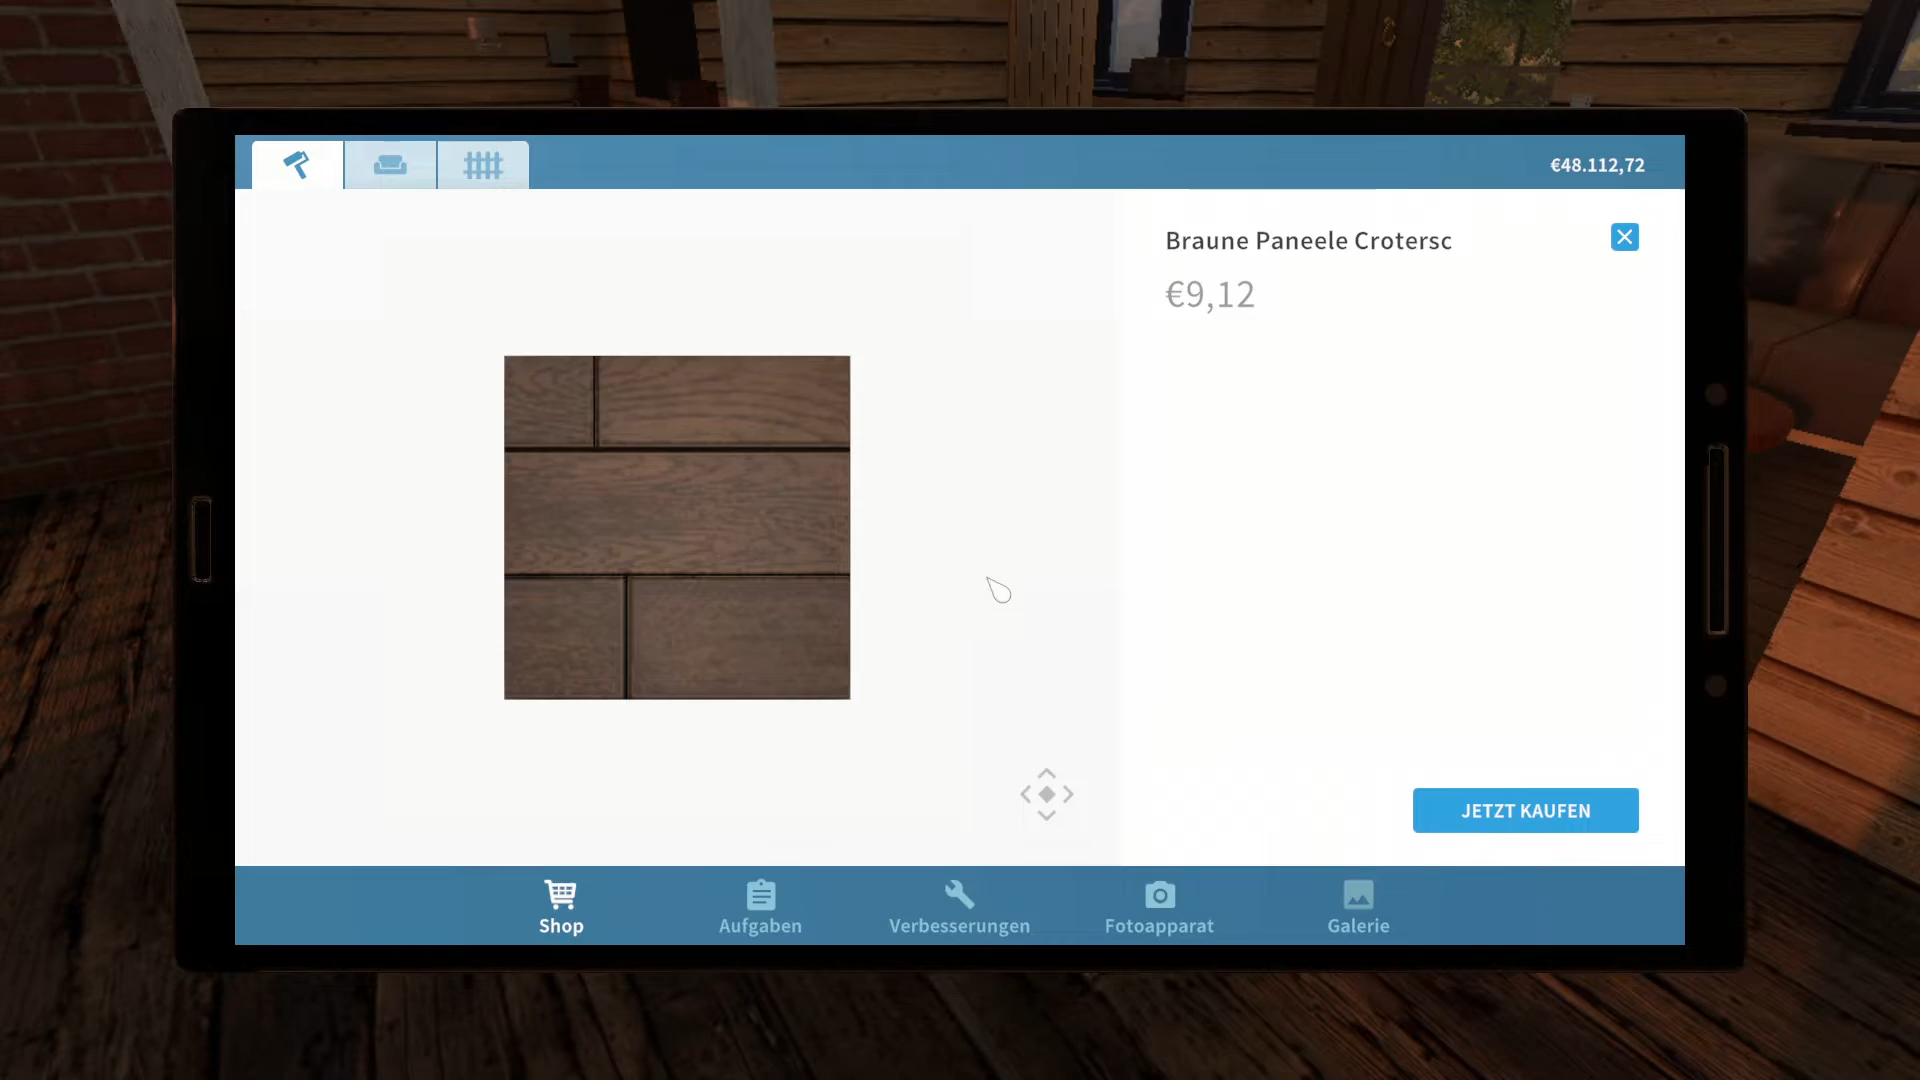 €48.112,72
Braune Paneele Crotersc
€9,12
JETZT KAUFEN
Shop
Aufgaben
Verbesserungen
Fotoapparat
Galerie